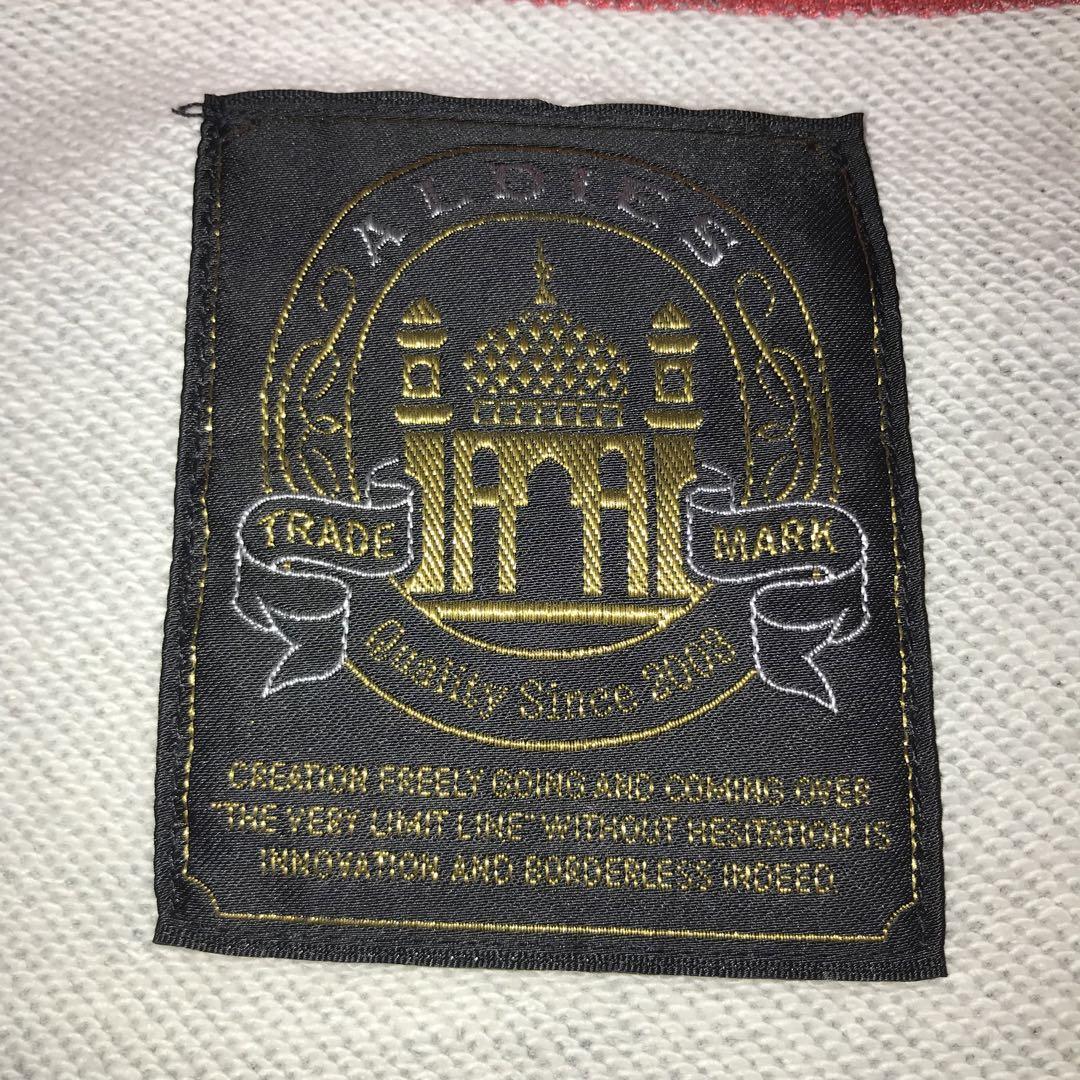 ALDIES
TRADE MARK
Quality Since 2003
CREATION FREELY GOING AND COMING OVER
"THE VERY LIMIT LINE" WITHOUT HESITATION IS
INNOVATION AND BORDERLESS INDEED.